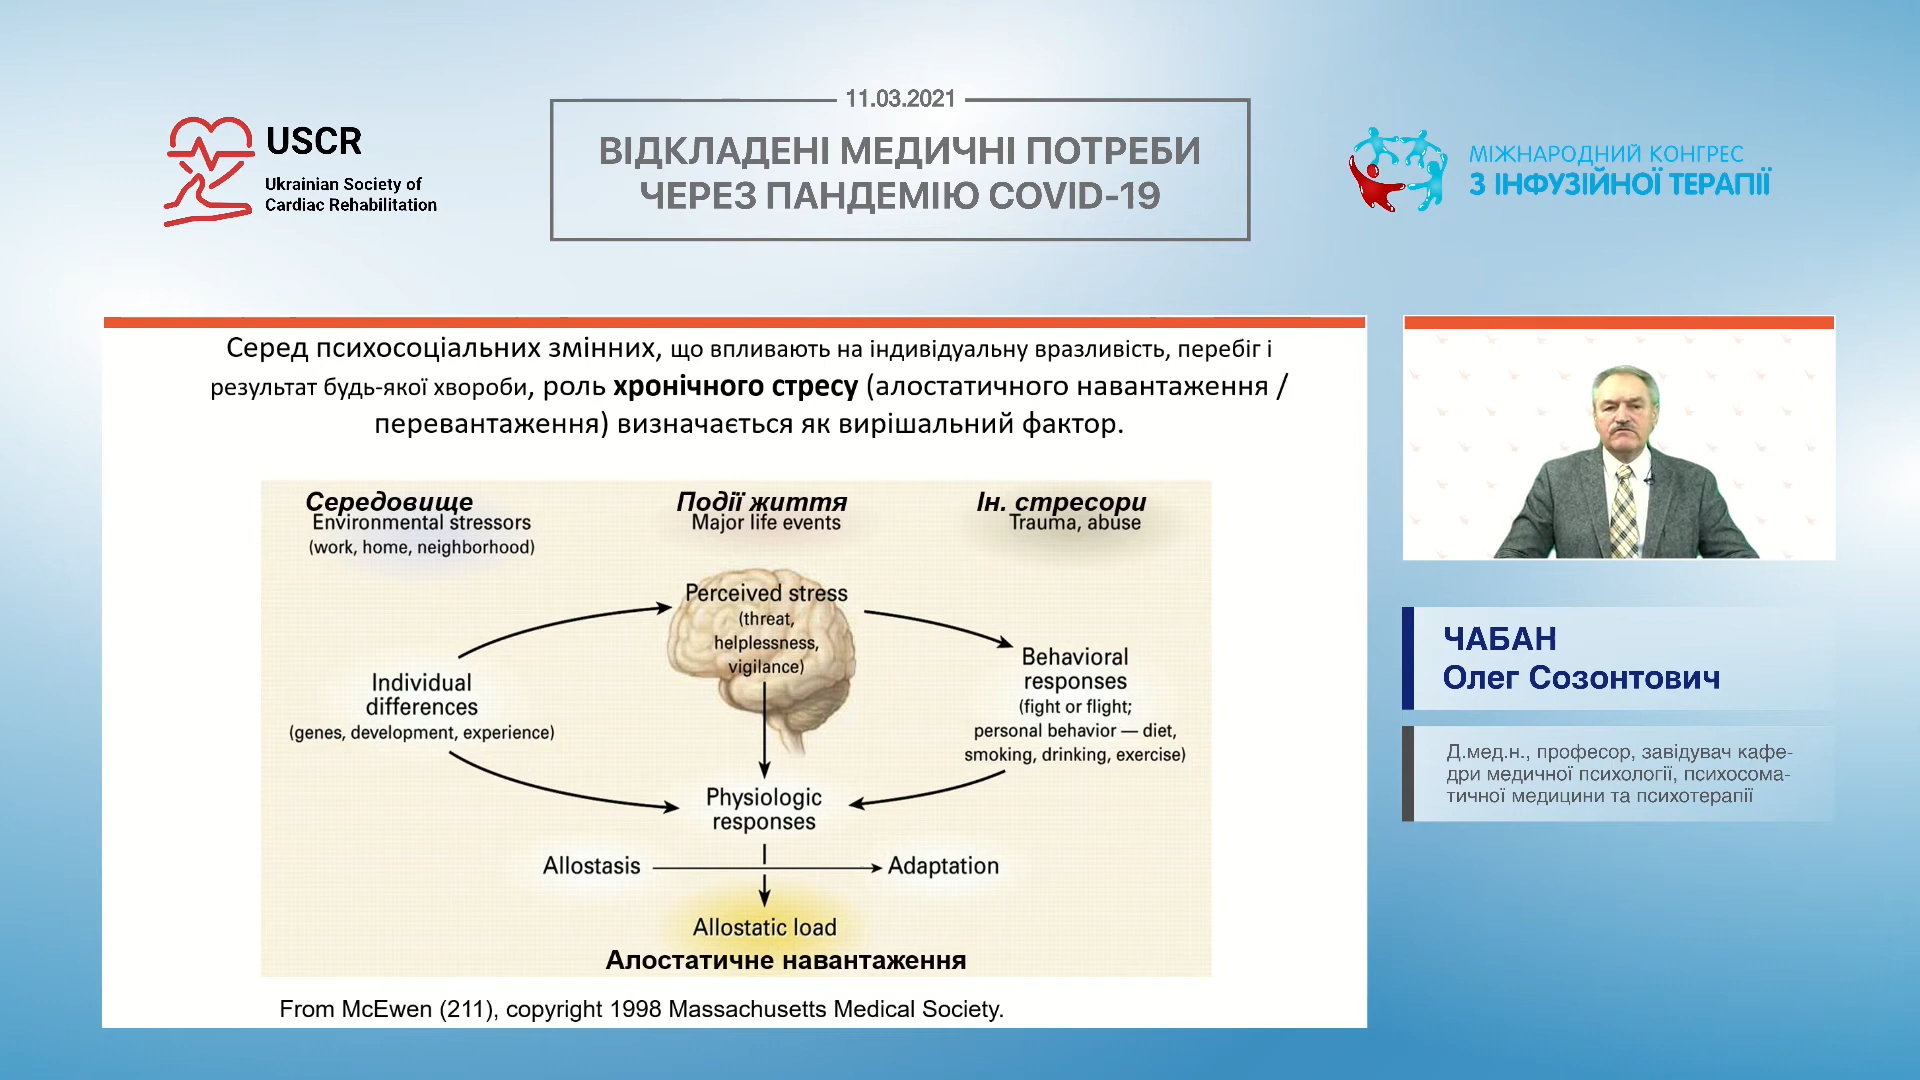 USCR
Ukrainian Society of
Cardiac Rehabilitation
11.03.2021
ВІДКЛАДЕНІ МЕДИЧНІ ПОТРЕБИ
ЧЕРЕЗ ПАНДЕМІЮ COVID-19
МІЖНАРОДНИЙ КОНГРЕС
З ІНФУЗІЙНОЇ ТЕРАПІЇ
Серед психосоціальних змінних, що впливають на індивідуальну вразливість, перебіг і
результат будь-якої хвороби, роль хронічного стресу (алостатичного навантаження /
перевантаження) визначається як вирішальний фактор.
Середовище
Environmental stressors
(work, home, neighborhood)
Події життя
Major life events
Ін. стресори
Trauma, abuse
Perceived stress
(threat,
helplessness,
vigilance)
Individual
differences
(genes, development, experience)
Behavioral
responses
(fight or flight;
personal behavior — diet,
smoking, drinking, exercise)
Physiologic
responses
Allostasis
Adaptation
Allostatic load
Алостатичне навантаження
From McEwen (211), copyright 1998 Massachusetts Medical Society.
ЧАБАН
Олег Созонтович
Д.мед.н., професор, завідувач кафе-
дри медичної психології, психосома-
тичної медицини та психотерапії